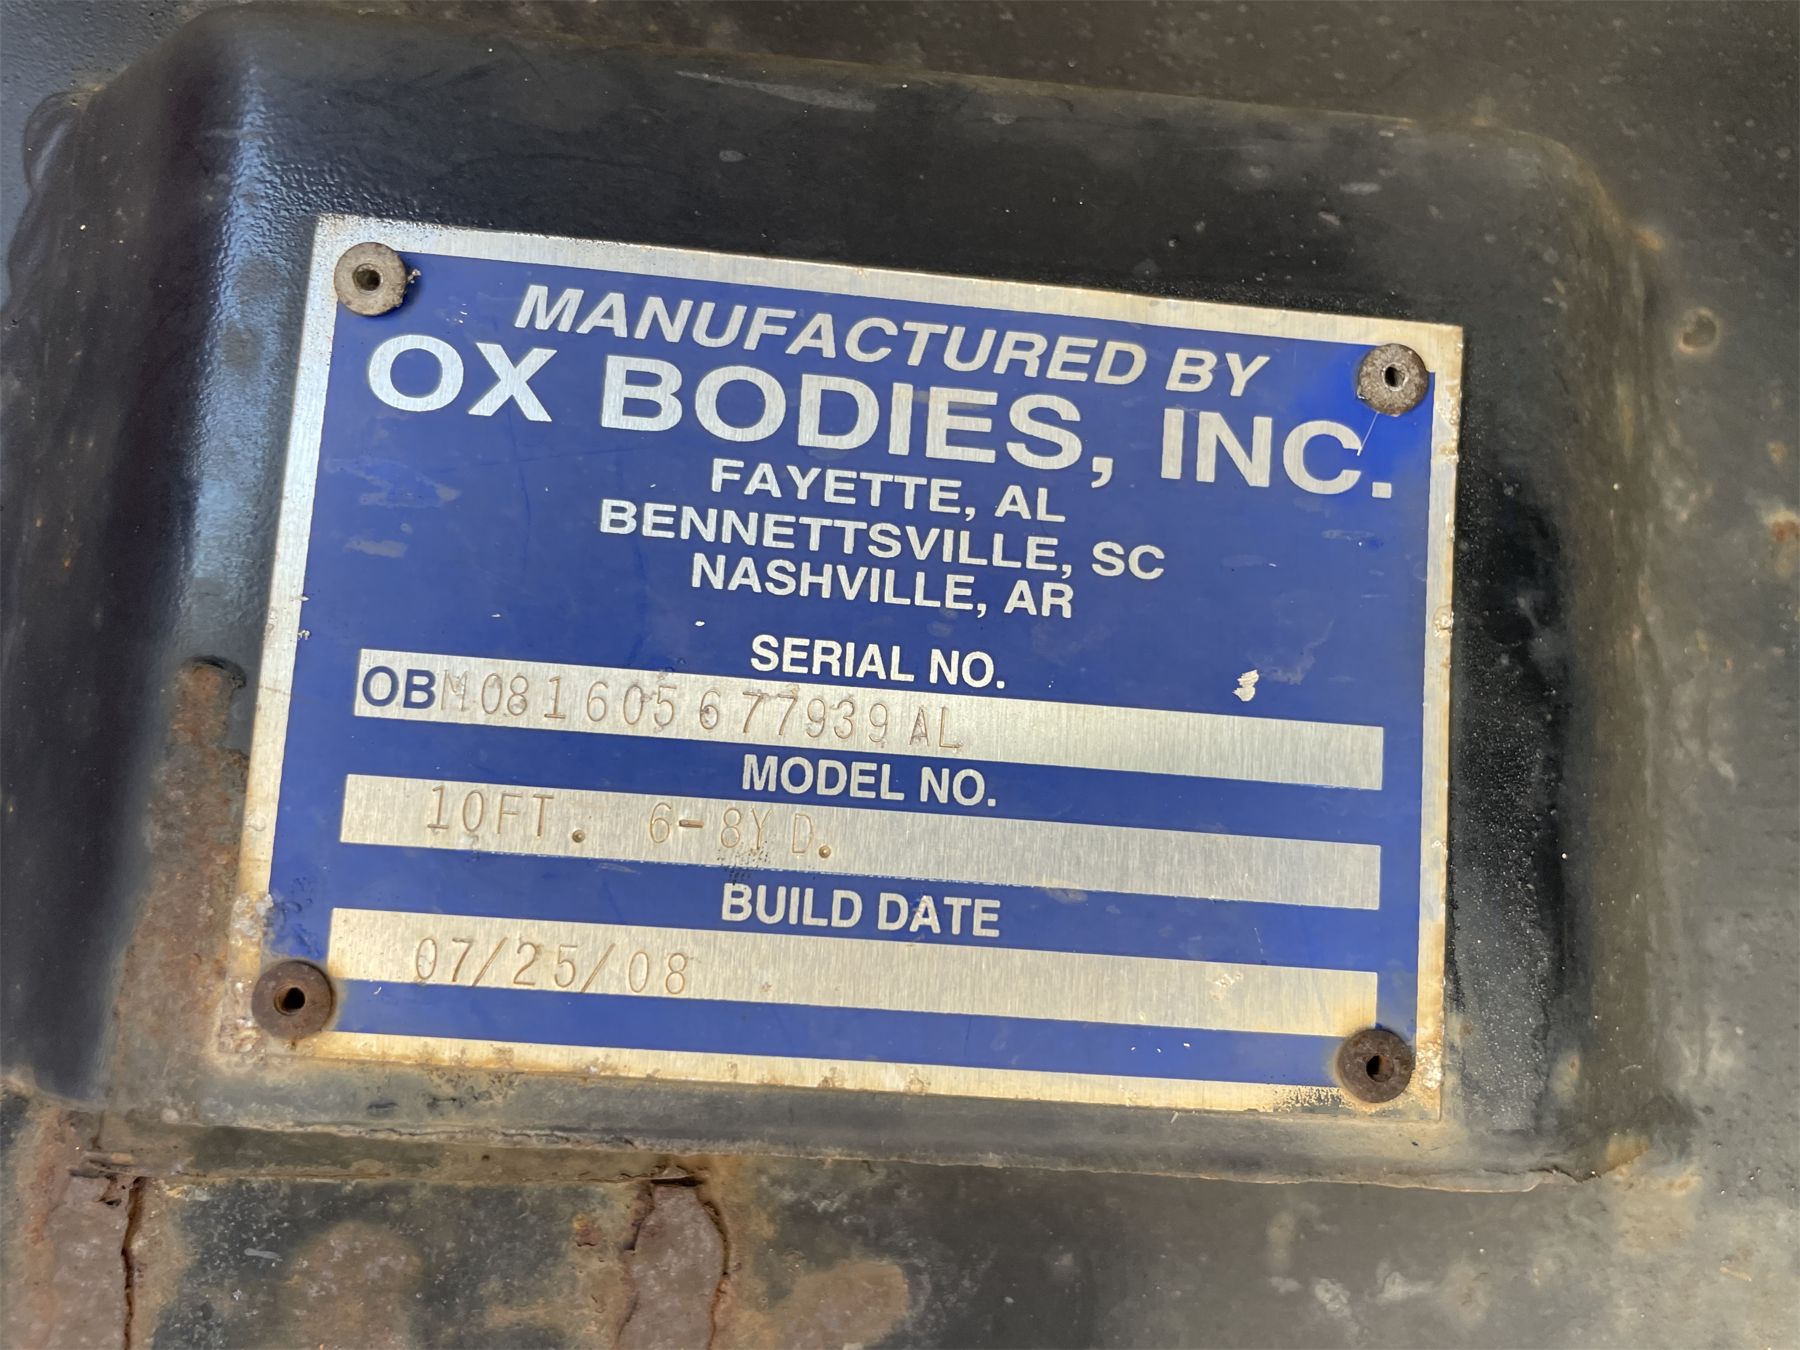 MANUFACTURED BY
OX BODIES, INC.
FAYETTE, AL
BENNETTSVILLE, SC
NASHVILLE, AR
SERIAL NO.
OBM081605677939AL
MODEL NO.
10FT. 6-8YD.
BUILD DATE
07/25/08